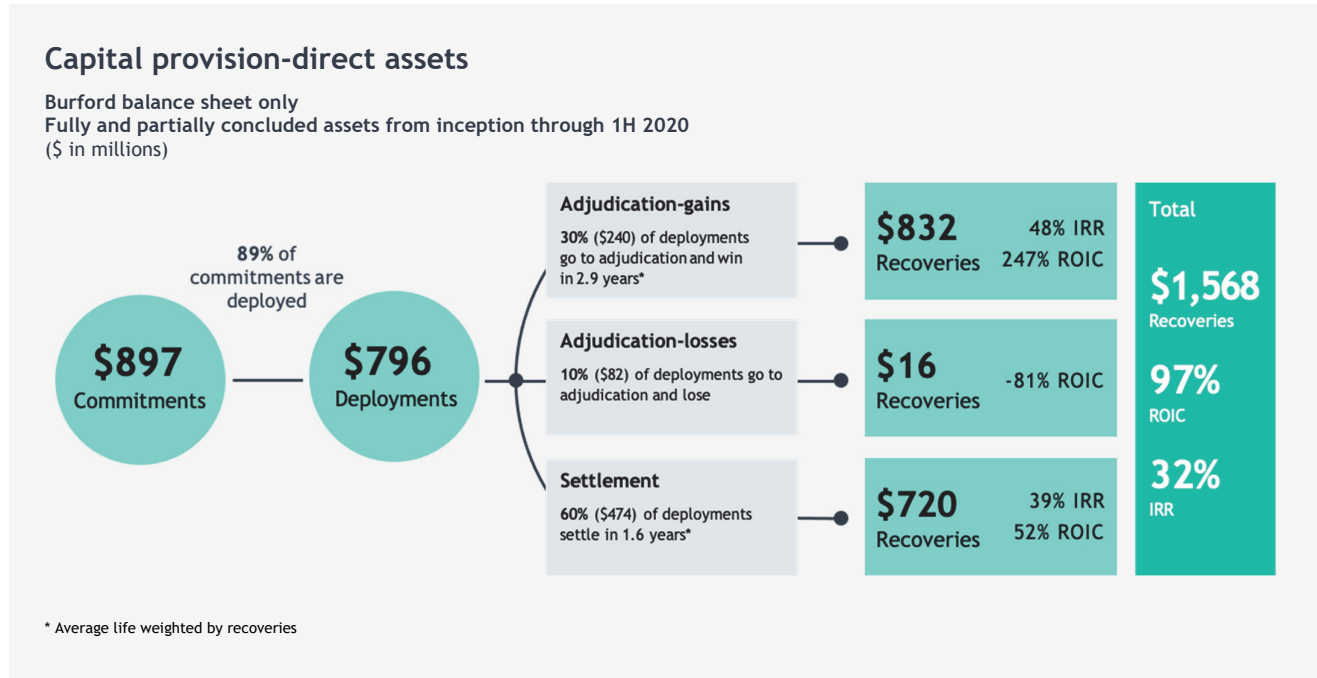 Capital provision-direct assets
Burford balance sheet only
Fully and partially concluded assets from inception through 1H 2020
($ in millions)
89% of
commitments are
deployed
$897
Commitments
$796
Deployments
Adjudication-gains
30% ($240) of deployments
go to adjudication and win
in 2.9 years*
$832
Recoveries
48% IRR
247% ROIC
Adjudication-losses
10% ($82) of deployments go to
adjudication and lose
$16
Recoveries
-81% ROIC
Settlement
60% ($474) of deployments
settle in 1.6 years*
$720
Recoveries
39% IRR
52% ROIC
Total
$1,568
Recoveries
97%
ROIC
32%
IRR
* Average life weighted by recoveries